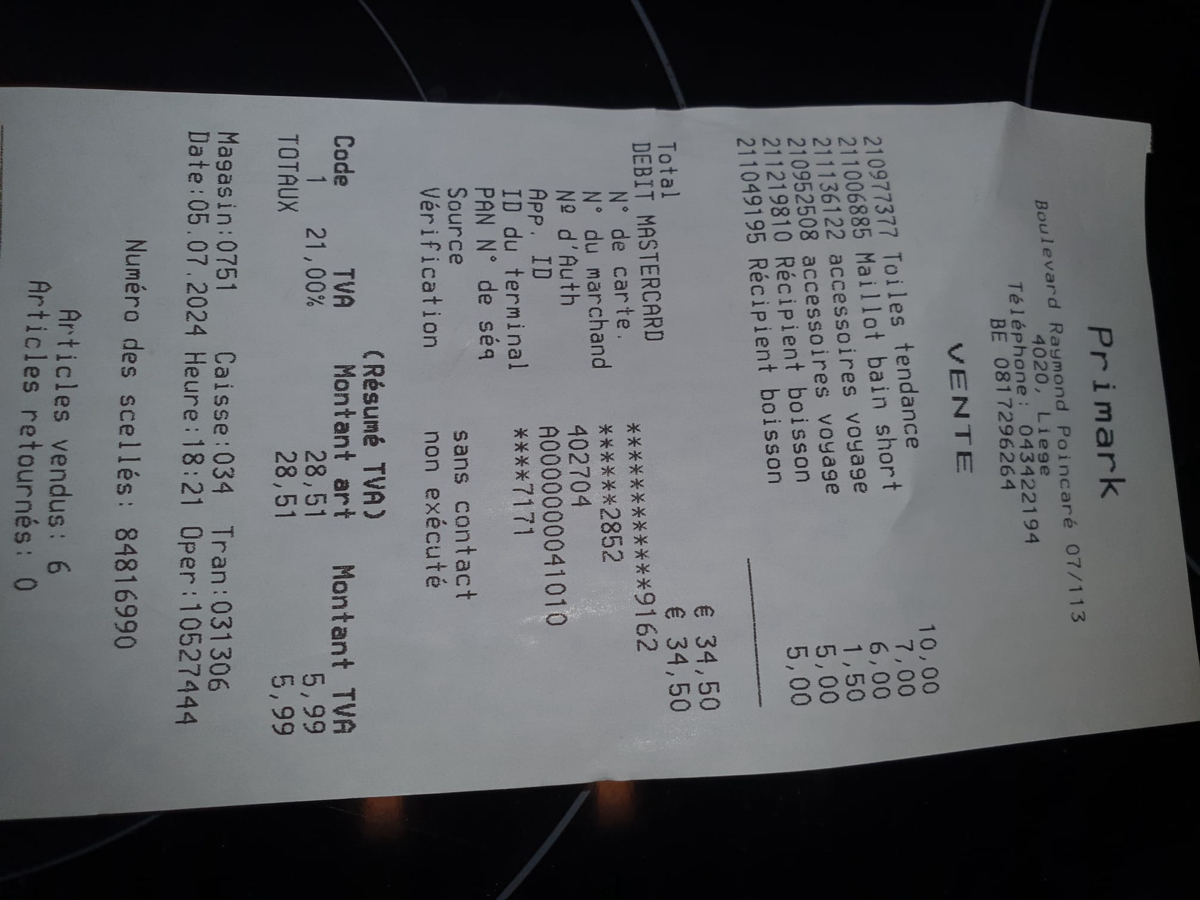 Primark
Boulevard Raymond Poincaré 07/113
4020, Liege
Téléphone: 043422194
BE 0817296264
VENTE
210977377 Toiles tendance 10,00
211006885 Maillot bain short 7,00
211136122 accessoires voyage 6,00
210952508 accessoires voyage 1,50
211219810 Récipient boisson 5,00
211049195 Récipient boisson 5,00
Total € 34,50
DEBIT MASTERCARD € 34,50
N° de carte. ************9162
N° du marchand ******2852
Nº d'Auth 402704
App. ID A0000000041010
ID du terminal ****7171
PAN N° de séq
Source sans contact
Vérification non exécuté
(Résumé TVA)
Code TVA Montant art Montant TVA
1 21,00% 28,51 5,99
TOTAUX 28,51 5,99
Magasin:0751 Caisse:034 Tran:031306
Date:05.07.2024 Heure:18:21 Oper:10527444
Numéro des scellés: 84816990
Articles vendus: 6
Articles retournés: 0